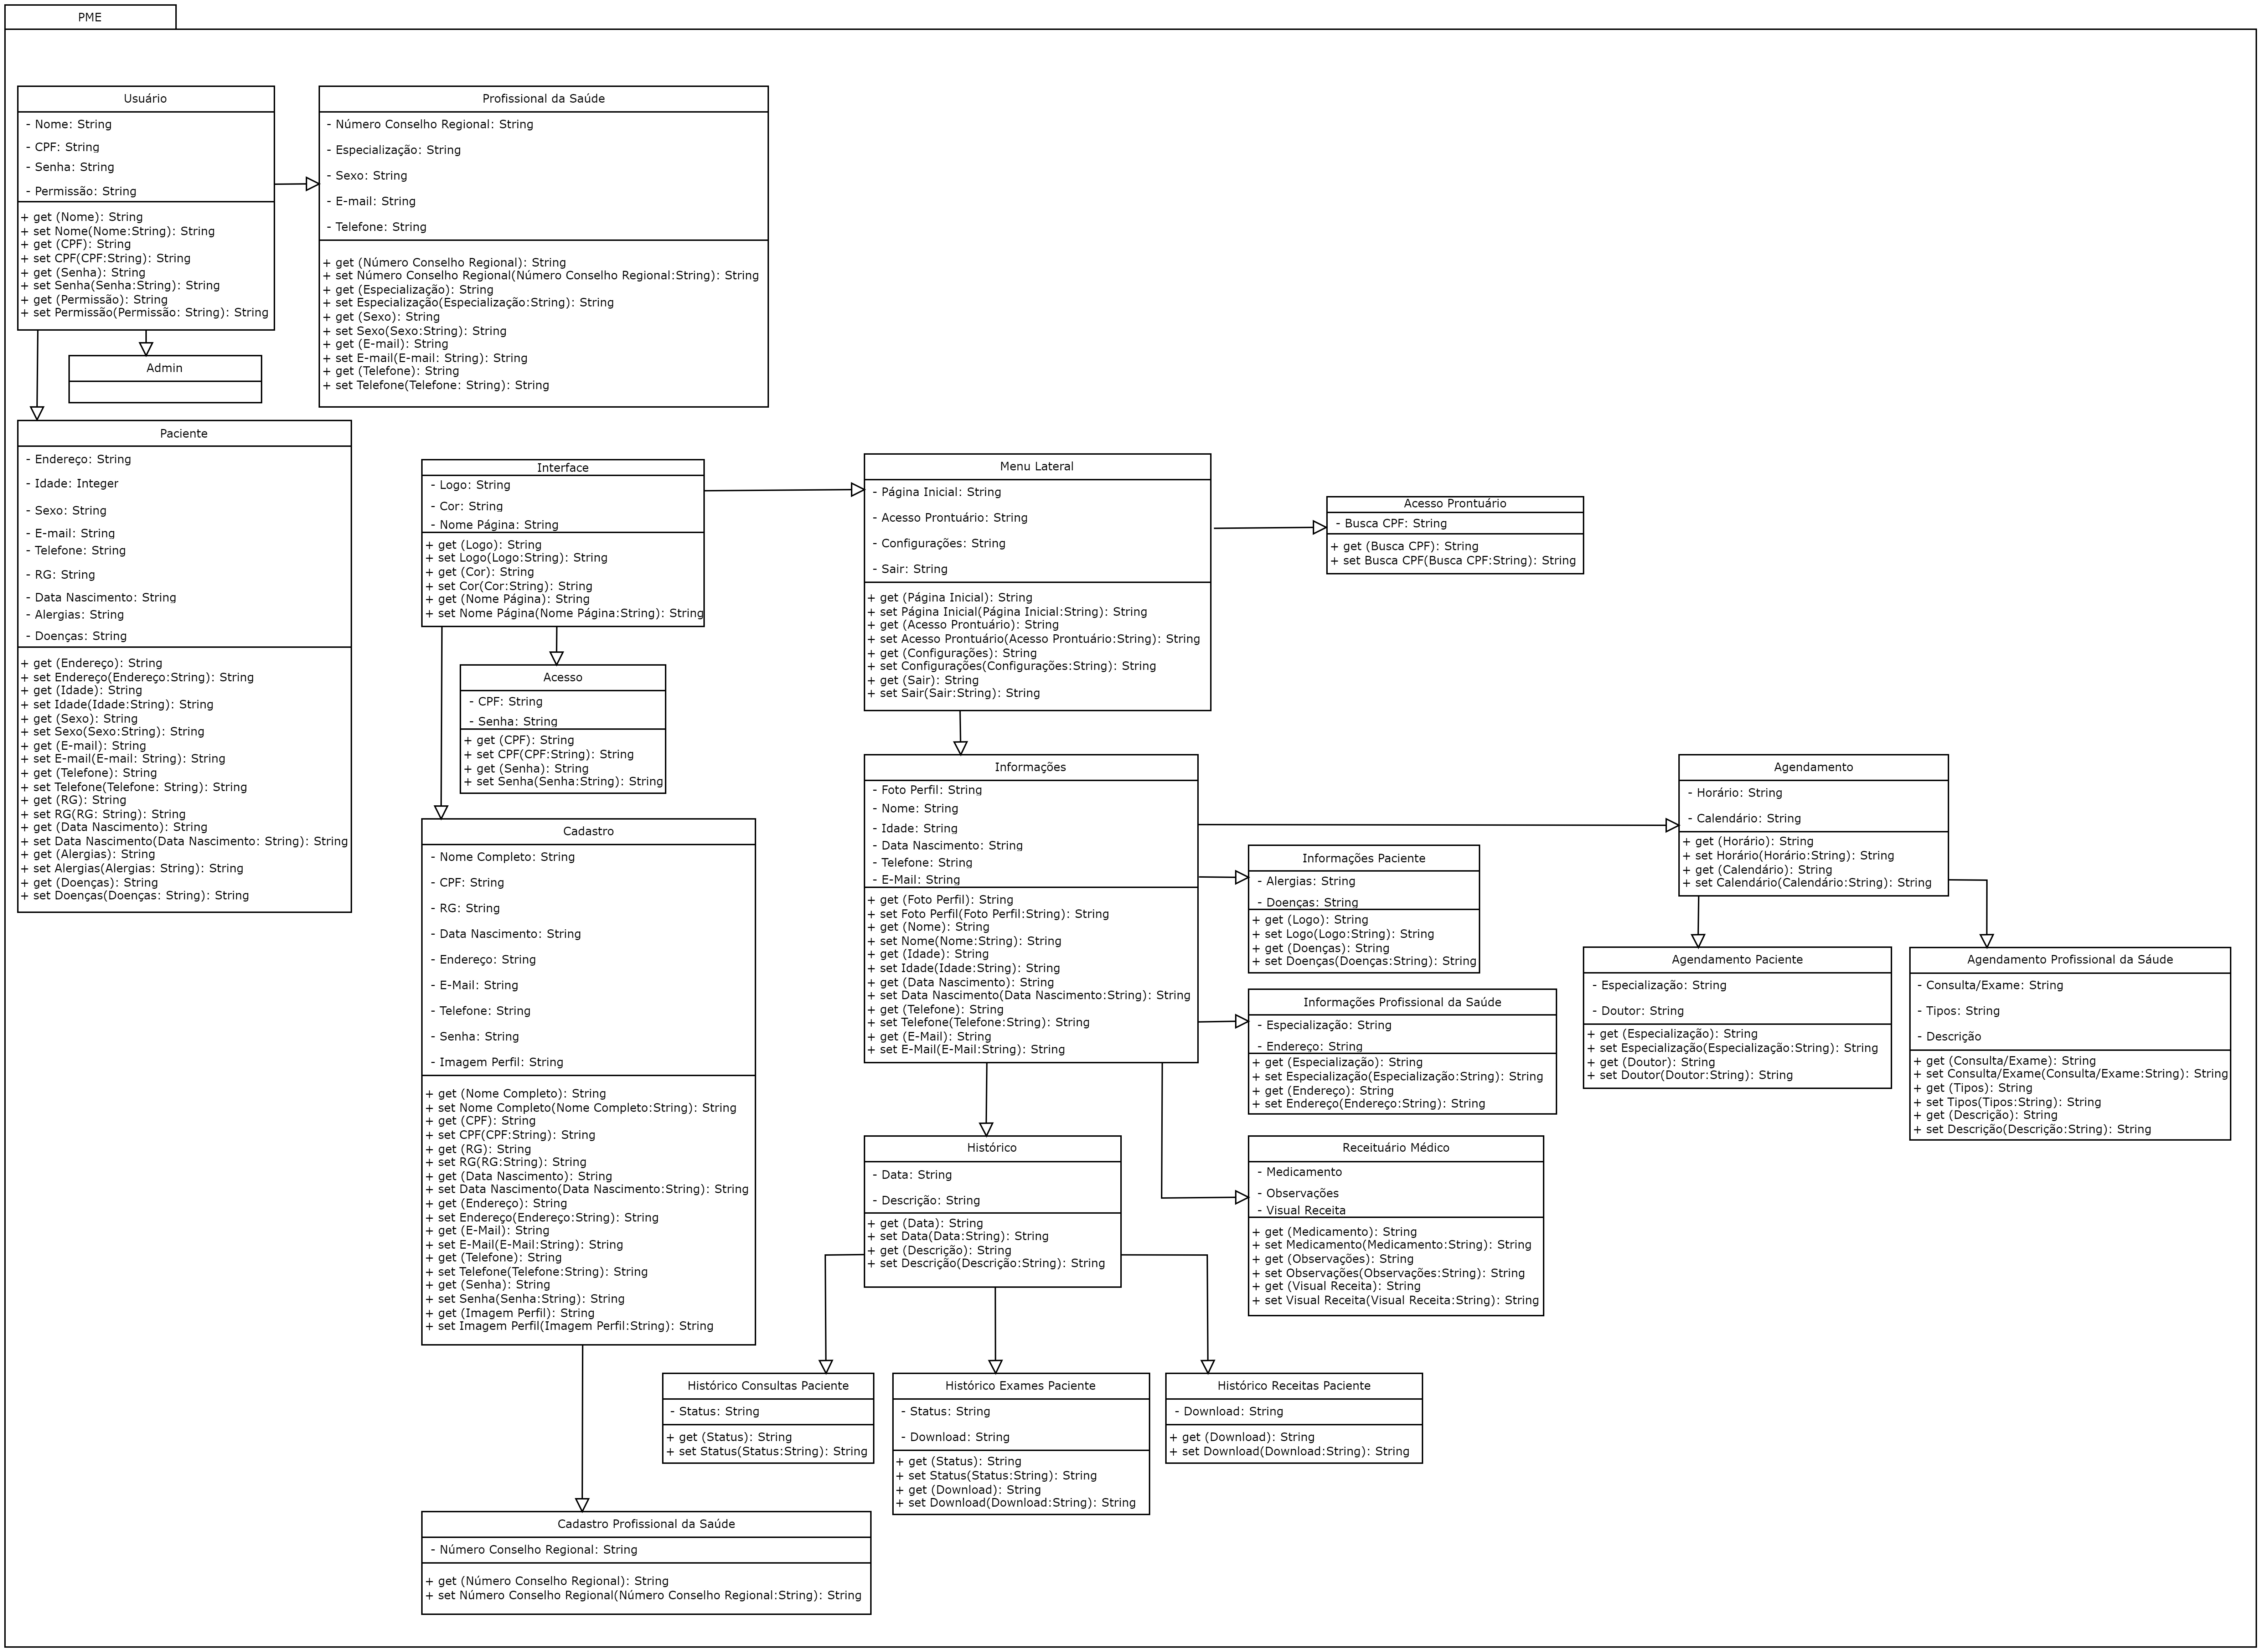 PME
Usuário
- Nome: String
- CPF: String
- Senha: String
- Permissão: String
+ get (Nome): String
+ set Nome(Nome:String): String
+ get (CPF): String
+ set CPF(CPF:String): String
+ get (Senha): String
+ set Senha(Senha:String): String
+ get (Permissão): String
+ set Permissão(Permissão: String): String
Profissional da Saúde
- Número Conselho Regional: String
- Especialização: String
- Sexo: String
- E-mail: String
- Telefone: String
+ get (Número Conselho Regional): String
+ set Número Conselho Regional(Número Conselho Regional:String): String
+ get (Especialização): String
+ set Especialização(Especialização:String): String
+ get (Sexo): String
+ set Sexo(Sexo:String): String
+ get (E-mail): String
+ set E-mail(E-mail: String): String
+ get (Telefone): String
+ set Telefone(Telefone: String): String
Admin
Paciente
- Endereço: String
- Idade: Integer
- Sexo: String
- E-mail: String
- Telefone: String
- RG: String
- Data Nascimento: String
- Alergias: String
- Doenças: String
+ get (Endereço): String
+ set Endereço(Endereço:String): String
+ get (Idade): String
+ set Idade(Idade:String): String
+ get (Sexo): String
+ set Sexo(Sexo:String): String
+ get (E-mail): String
+ set E-mail(E-mail: String): String
+ get (Telefone): String
+ set Telefone(Telefone: String): String
+ get (RG): String
+ set RG(RG: String): String
+ get (Data Nascimento): String
+ set Data Nascimento(Data Nascimento: String): String
+ get (Alergias): String
+ set Alergias(Alergias: String): String
+ get (Doenças): String
+ set Doenças(Doenças: String): String
Interface
- Logo: String
- Cor: String
- Nome Página: String
+ get (Logo): String
+ set Logo(Logo:String): String
+ get (Cor): String
+ set Cor(Cor:String): String
+ get (Nome Página): String
+ set Nome Página(Nome Página:String): String
Menu Lateral
- Página Inicial: String
- Acesso Prontuário: String
- Configurações: String
- Sair: String
+ get (Página Inicial): String
+ set Página Inicial(Página Inicial:String): String
+ get (Acesso Prontuário): String
+ set Acesso Prontuário(Acesso Prontuário:String): String
+ get (Configurações): String
+ set Configurações(Configurações:String): String
+ get (Sair): String
+ set Sair(Sair:String): String
Acesso Prontuário
- Busca CPF: String
+ get (Busca CPF): String
+ set Busca CPF(Busca CPF:String): String
Acesso
- CPF: String
- Senha: String
+ get (CPF): String
+ set CPF(CPF:String): String
+ get (Senha): String
+ set Senha(Senha:String): String
Cadastro
- Nome Completo: String
- CPF: String
- RG: String
- Data Nascimento: String
- Endereço: String
- E-Mail: String
- Telefone: String
- Senha: String
- Imagem Perfil: String
+ get (Nome Completo): String
+ set Nome Completo(Nome Completo:String): String
+ get (CPF): String
+ set CPF(CPF:String): String
+ get (RG): String
+ set RG(RG:String): String
+ get (Data Nascimento): String
+ set Data Nascimento(Data Nascimento:String): String
+ get (Endereço): String
+ set Endereço(Endereço:String): String
+ get (E-Mail): String
+ set E-Mail(E-Mail:String): String
+ get (Telefone): String
+ set Telefone(Telefone:String): String
+ get (Senha): String
+ set Senha(Senha:String): String
+ get (Imagem Perfil): String
+ set Imagem Perfil(Imagem Perfil:String): String
Informações
- Foto Perfil: String
- Nome: String
- Idade: String
- Data Nascimento: String
- Telefone: String
- E-Mail: String
+ get (Foto Perfil): String
+ set Foto Perfil(Foto Perfil:String): String
+ get (Nome): String
+ set Nome(Nome:String): String
+ get (Idade): String
+ set Idade(Idade:String): String
+ get (Data Nascimento): String
+ set Data Nascimento(Data Nascimento:String): String
+ get (Telefone): String
+ set Telefone(Telefone:String): String
+ get (E-Mail): String
+ set E-Mail(E-Mail:String): String
Informações Paciente
- Alergias: String
- Doenças: String
+ get (Logo): String
+ set Logo(Logo:String): String
+ get (Doenças): String
+ set Doenças(Doenças:String): String
Informações Profissional da Saúde
- Especialização: String
- Endereço: String
+ get (Especialização): String
+ set Especialização(Especialização:String): String
+ get (Endereço): String
+ set Endereço(Endereço:String): String
Agendamento
- Horário: String
- Calendário: String
+ get (Horário): String
+ set Horário(Horário:String): String
+ get (Calendário): String
+ set Calendário(Calendário:String): String
Agendamento Paciente
- Especialização: String
- Doutor: String
+ get (Especialização): String
+ set Especialização(Especialização:String): String
+ get (Doutor): String
+ set Doutor(Doutor:String): String
Agendamento Profissional da Sáude
- Consulta/Exame: String
- Tipos: String
- Descrição
+ get (Consulta/Exame): String
+ set Consulta/Exame(Consulta/Exame:String): String
+ get (Tipos): String
+ set Tipos(Tipos:String): String
+ get (Descrição): String
+ set Descrição(Descrição:String): String
Histórico
- Data: String
- Descrição: String
+ get (Data): String
+ set Data(Data:String): String
+ get (Descrição): String
+ set Descrição(Descrição:String): String
Receituário Médico
- Medicamento
- Observações
- Visual Receita
+ get (Medicamento): String
+ set Medicamento(Medicamento:String): String
+ get (Observações): String
+ set Observações(Observações:String): String
+ get (Visual Receita): String
+ set Visual Receita(Visual Receita:String): String
Histórico Consultas Paciente
- Status: String
+ get (Status): String
+ set Status(Status:String): String
Histórico Exames Paciente
- Status: String
- Download: String
+ get (Status): String
+ set Status(Status:String): String
+ get (Download): String
+ set Download(Download:String): String
Histórico Receitas Paciente
- Download: String
+ get (Download): String
+ set Download(Download:String): String
Cadastro Profissional da Saúde
- Número Conselho Regional: String
+ get (Número Conselho Regional): String
+ set Número Conselho Regional(Número Conselho Regional:String): String